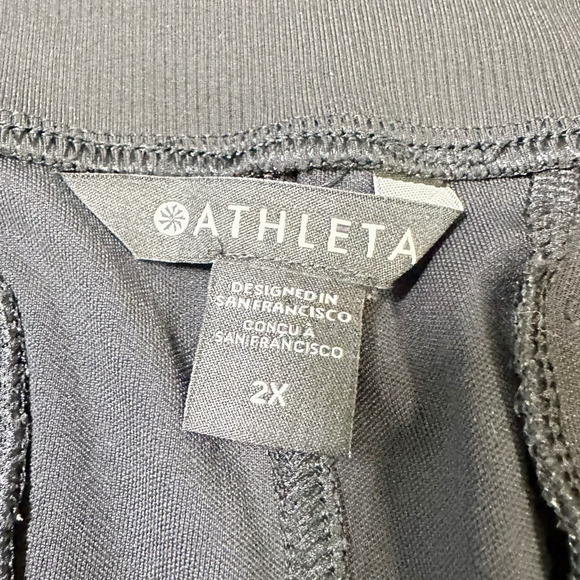 ATHLETA
DESIGNED IN
SAN FRANCISCO
CONÇU À
SAN FRANCISCO
2X